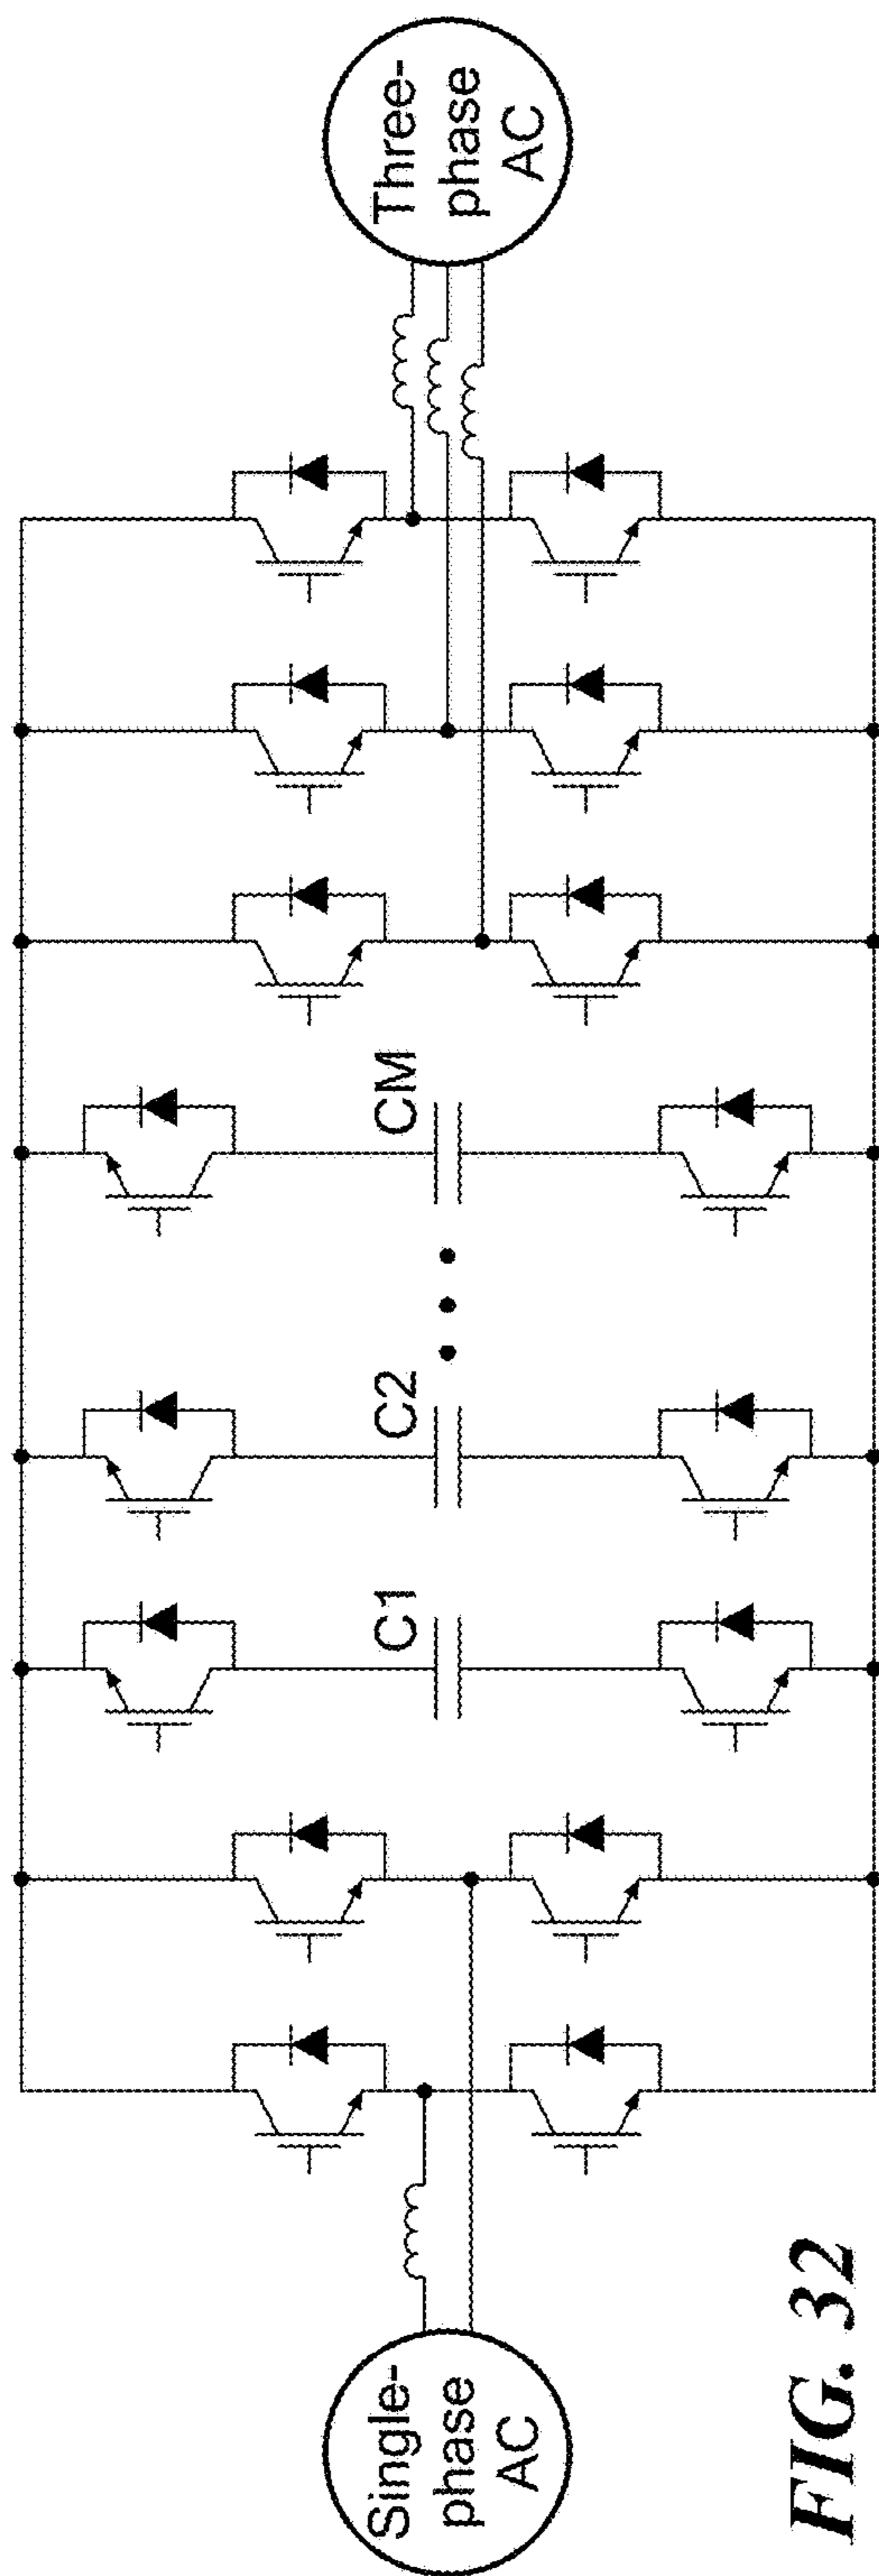 Single-
phase
AC
C1
C2
CM
Three-
phase
AC
FIG. 32